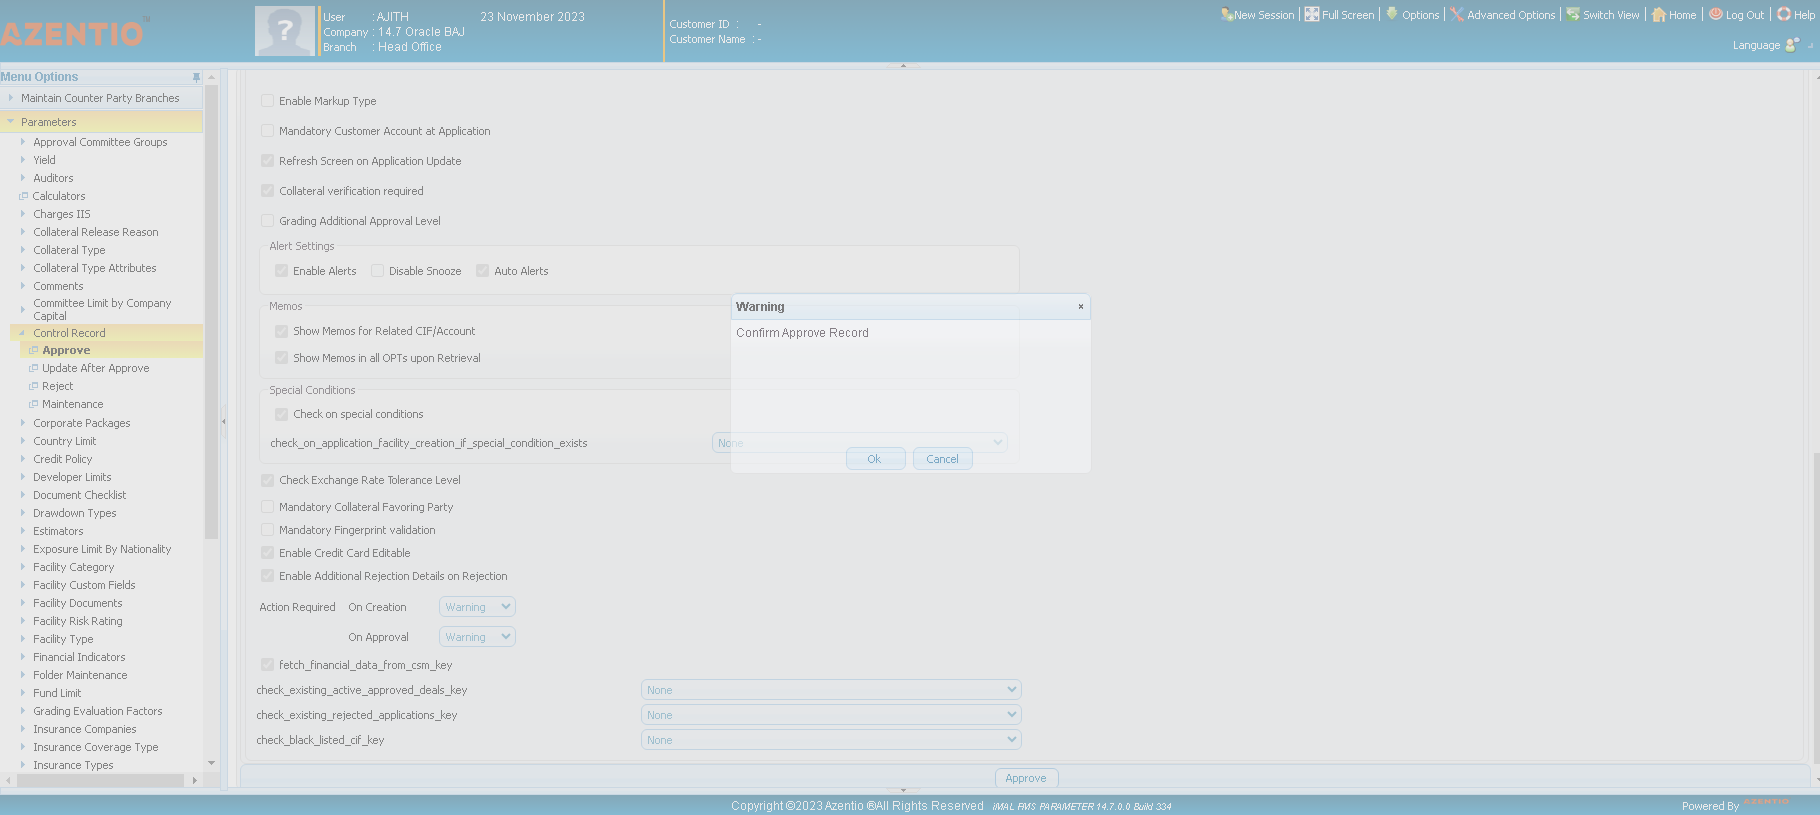 AZENTIO™
User : AJITH 23 November 2023
Company : 14.7 Oracle BAJ
Branch : Head Office
Customer ID : -
Customer Name : -
New Session Full Screen Options Advanced Options Switch View Home Log Out Help
Language
Menu Options
Maintain Counter Party Branches
Parameters
Approval Committee Groups
Yield
Auditors
Calculators
Charges IIS
Collateral Release Reason
Collateral Type
Collateral Type Attributes
Comments
Committee Limit by Company
Capital
Control Record
Approve
Update After Approve
Reject
Maintenance
Corporate Packages
Country Limit
Credit Policy
Developer Limits
Document Checklist
Drawdown Types
Estimators
Exposure Limit By Nationality
Facility Category
Facility Custom Fields
Facility Documents
Facility Risk Rating
Facility Type
Financial Indicators
Folder Maintenance
Fund Limit
Grading Evaluation Factors
Insurance Companies
Insurance Coverage Type
Insurance Types
Enable Markup Type
Mandatory Customer Account at Application
Refresh Screen on Application Update
Collateral verification required
Grading Additional Approval Level
Alert Settings
Enable Alerts Disable Snooze Auto Alerts
Memos
Show Memos for Related CIF/Account
Show Memos in all OPTs upon Retrieval
Special Conditions
Check on special conditions
check_on_application_facility_creation_if_special_condition_exists None
Check Exchange Rate Tolerance Level
Mandatory Collateral Favoring Party
Mandatory Fingerprint validation
Enable Credit Card Editable
Enable Additional Rejection Details on Rejection
Action Required On Creation Warning
On Approval Warning
fetch_financial_data_from_csm_key
check_existing_active_approved_deals_key None
check_existing_rejected_applications_key None
check_black_listed_cif_key None
Approve
Warning ×
Confirm Approve Record
Ok Cancel
Copyright ©2023 Azentio ®All Rights Reserved iMAL RMS PARAMETER 14.7.0.0 Build 334
Powered By AZENTIO